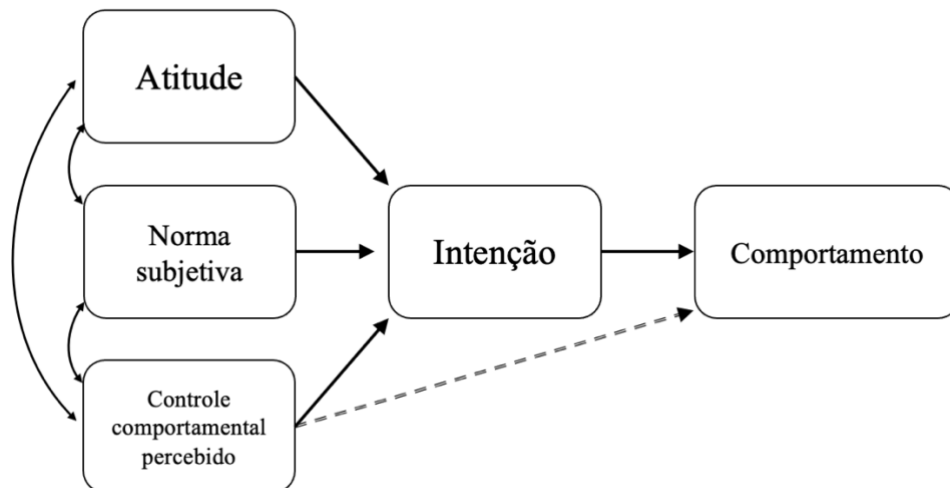 Atitude
Norma
subjetiva
Controle
comportamental
percebido
Intenção
Comportamento